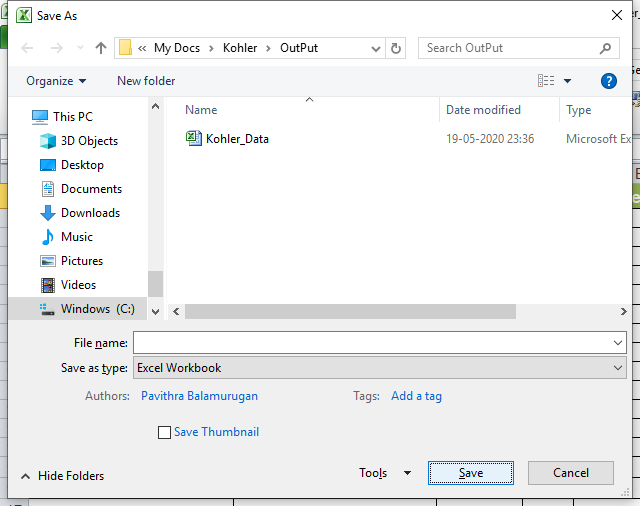 Save As
« My Docs › Kohler › OutPut
Search OutPut
Organize
New folder
?
This PC
3D Objects
Desktop
Documents
Downloads
Music
Pictures
Videos
Windows (C:)
Name
Date modified
Type
Kohler_Data
19-05-2020 23:36
Microsoft Ex
File name:
Save as type: Excel Workbook
Authors: Pavithra Balamurugan
Tags: Add a tag
Save Thumbnail
Hide Folders
Tools
Save
Cancel